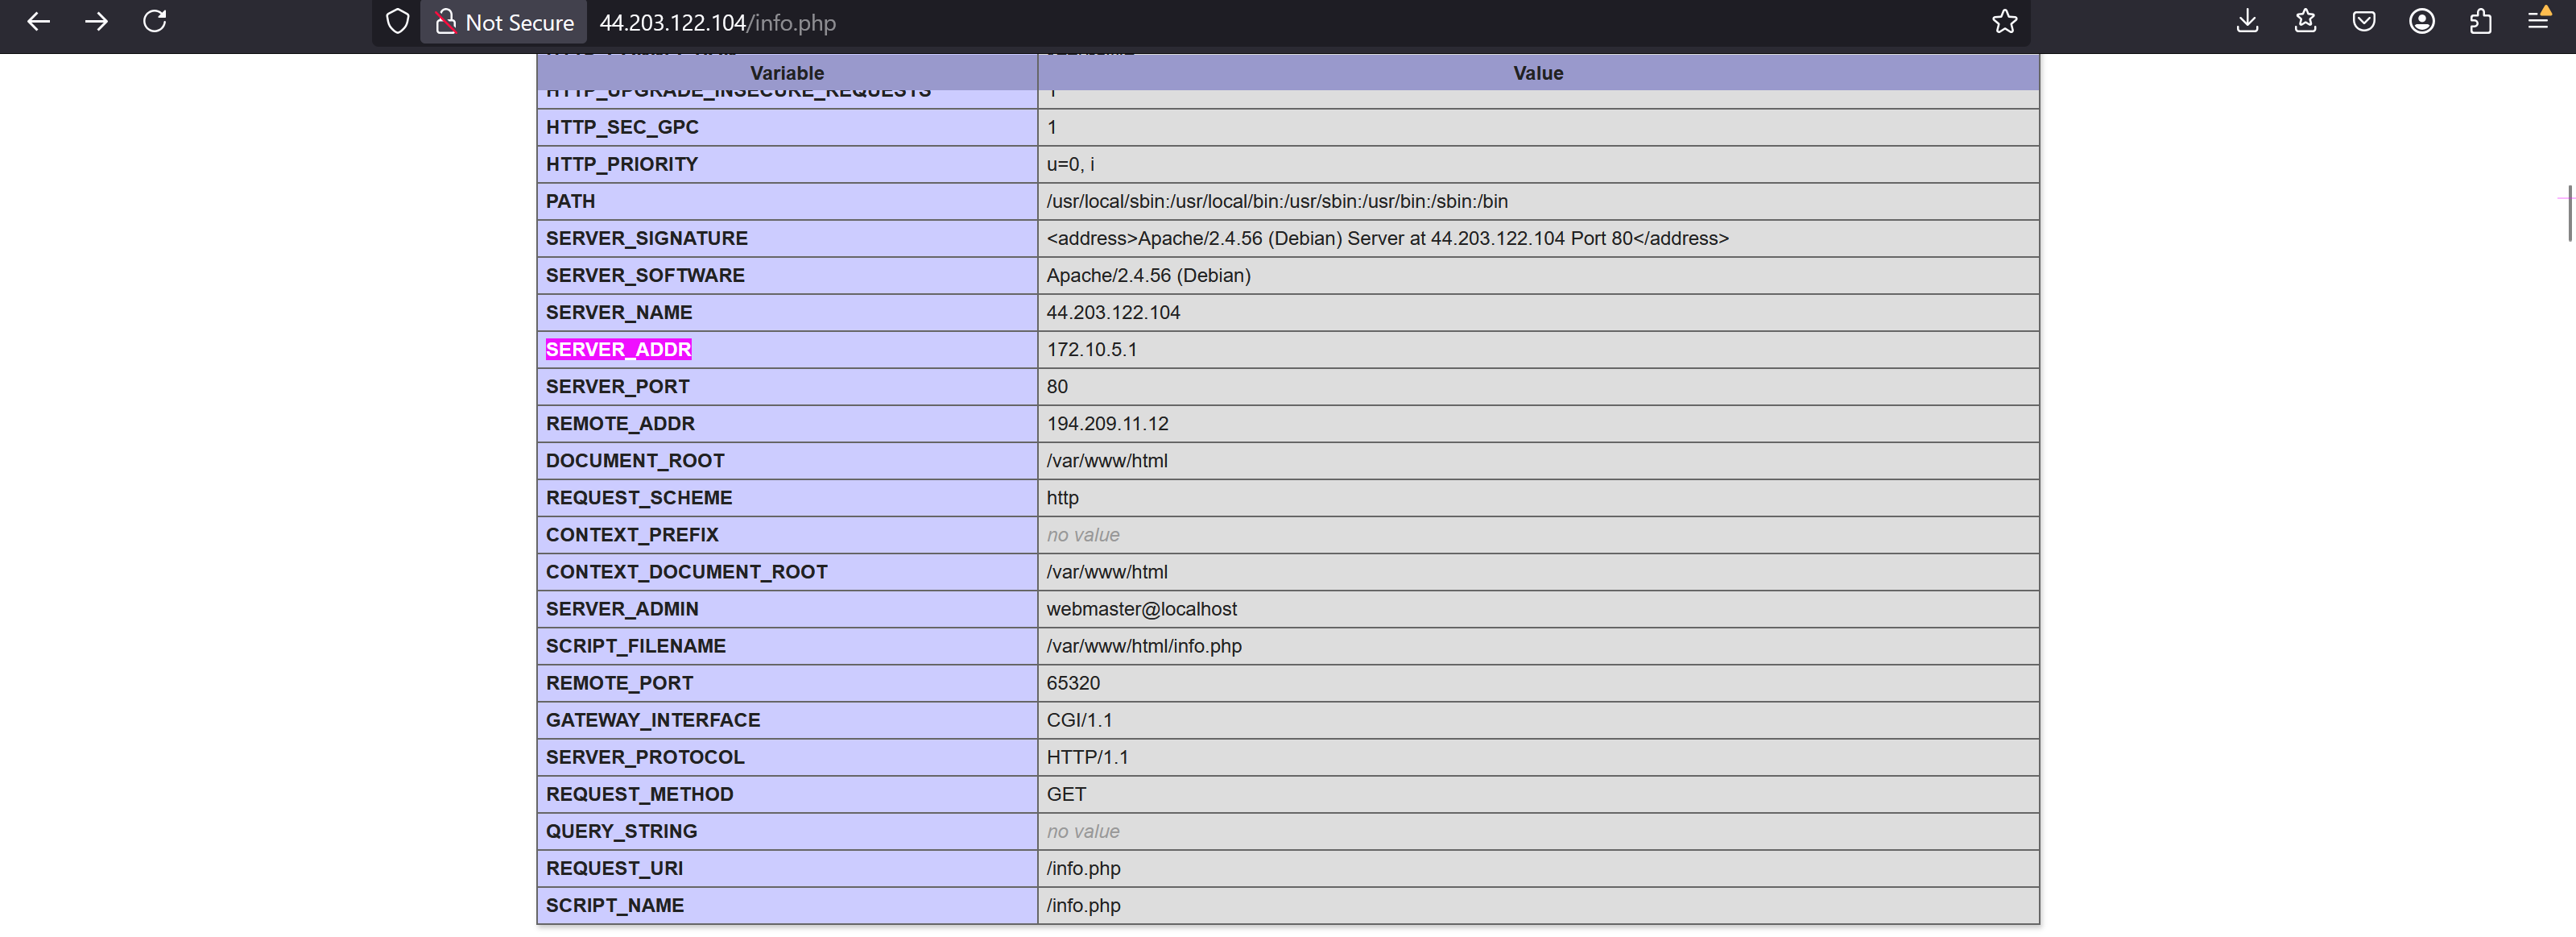 Not Secure 44.203.122.104/info.php
Variable Value
HTTP_UPGRADE_INSECURE_REQUESTS 1
HTTP_SEC_GPC 1
HTTP_PRIORITY u=0, i
PATH /usr/local/sbin:/usr/local/bin:/usr/sbin:/usr/bin:/sbin:/bin
SERVER_SIGNATURE <address>Apache/2.4.56 (Debian) Server at 44.203.122.104 Port 80</address>
SERVER_SOFTWARE Apache/2.4.56 (Debian)
SERVER_NAME 44.203.122.104
SERVER_ADDR 172.10.5.1
SERVER_PORT 80
REMOTE_ADDR 194.209.11.12
DOCUMENT_ROOT /var/www/html
REQUEST_SCHEME http
CONTEXT_PREFIX no value
CONTEXT_DOCUMENT_ROOT /var/www/html
SERVER_ADMIN webmaster@localhost
SCRIPT_FILENAME /var/www/html/info.php
REMOTE_PORT 65320
GATEWAY_INTERFACE CGI/1.1
SERVER_PROTOCOL HTTP/1.1
REQUEST_METHOD GET
QUERY_STRING no value
REQUEST_URI /info.php
SCRIPT_NAME /info.php